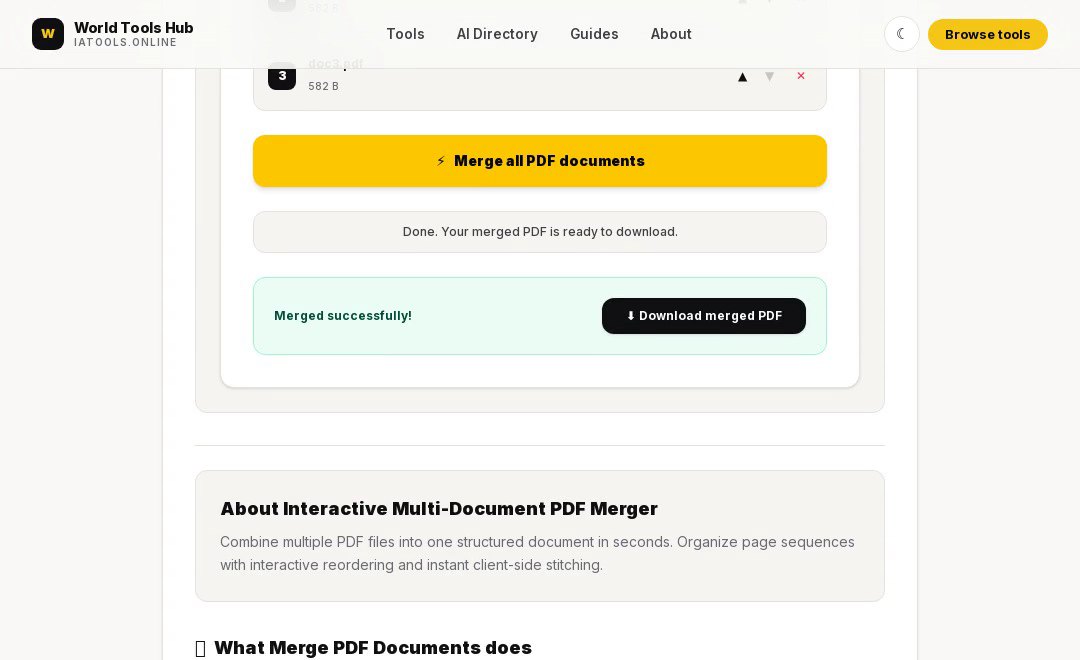 World Tools Hub
IATOOLS.ONLINE
Tools
AI Directory
Guides
About
Browse tools
582 B
3
doc3.pdf
582 B
⚡ Merge all PDF documents
Done. Your merged PDF is ready to download.
Merged successfully!
⬇ Download merged PDF
About Interactive Multi-Document PDF Merger
Combine multiple PDF files into one structured document in seconds. Organize page sequences
with interactive reordering and instant client-side stitching.
What Merge PDF Documents does